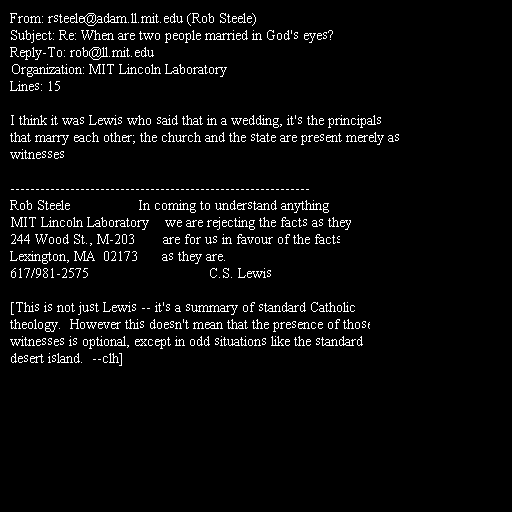 From: rsteele@adam.ll.mit.edu (Rob Steele)
Subject: Re: When are two people married in God's eyes?
Reply-To: rob@ll.mit.edu
Organization: MIT Lincoln Laboratory
Lines: 15

I think it was Lewis who said that in a wedding, it's the principals
that marry each other; the church and the state are present merely as
witnesses

------------------------------------------------------------
Rob Steele                 In coming to understand anything
MIT Lincoln Laboratory    we are rejecting the facts as they
244 Wood St., M-203       are for us in favour of the facts
Lexington, MA  02173      as they are.
617/981-2575                              C.S. Lewis

[This is not just Lewis -- it's a summary of standard Catholic
theology.  However this doesn't mean that the presence of those
witnesses is optional, except in odd situations like the standard
desert island.  --clh]